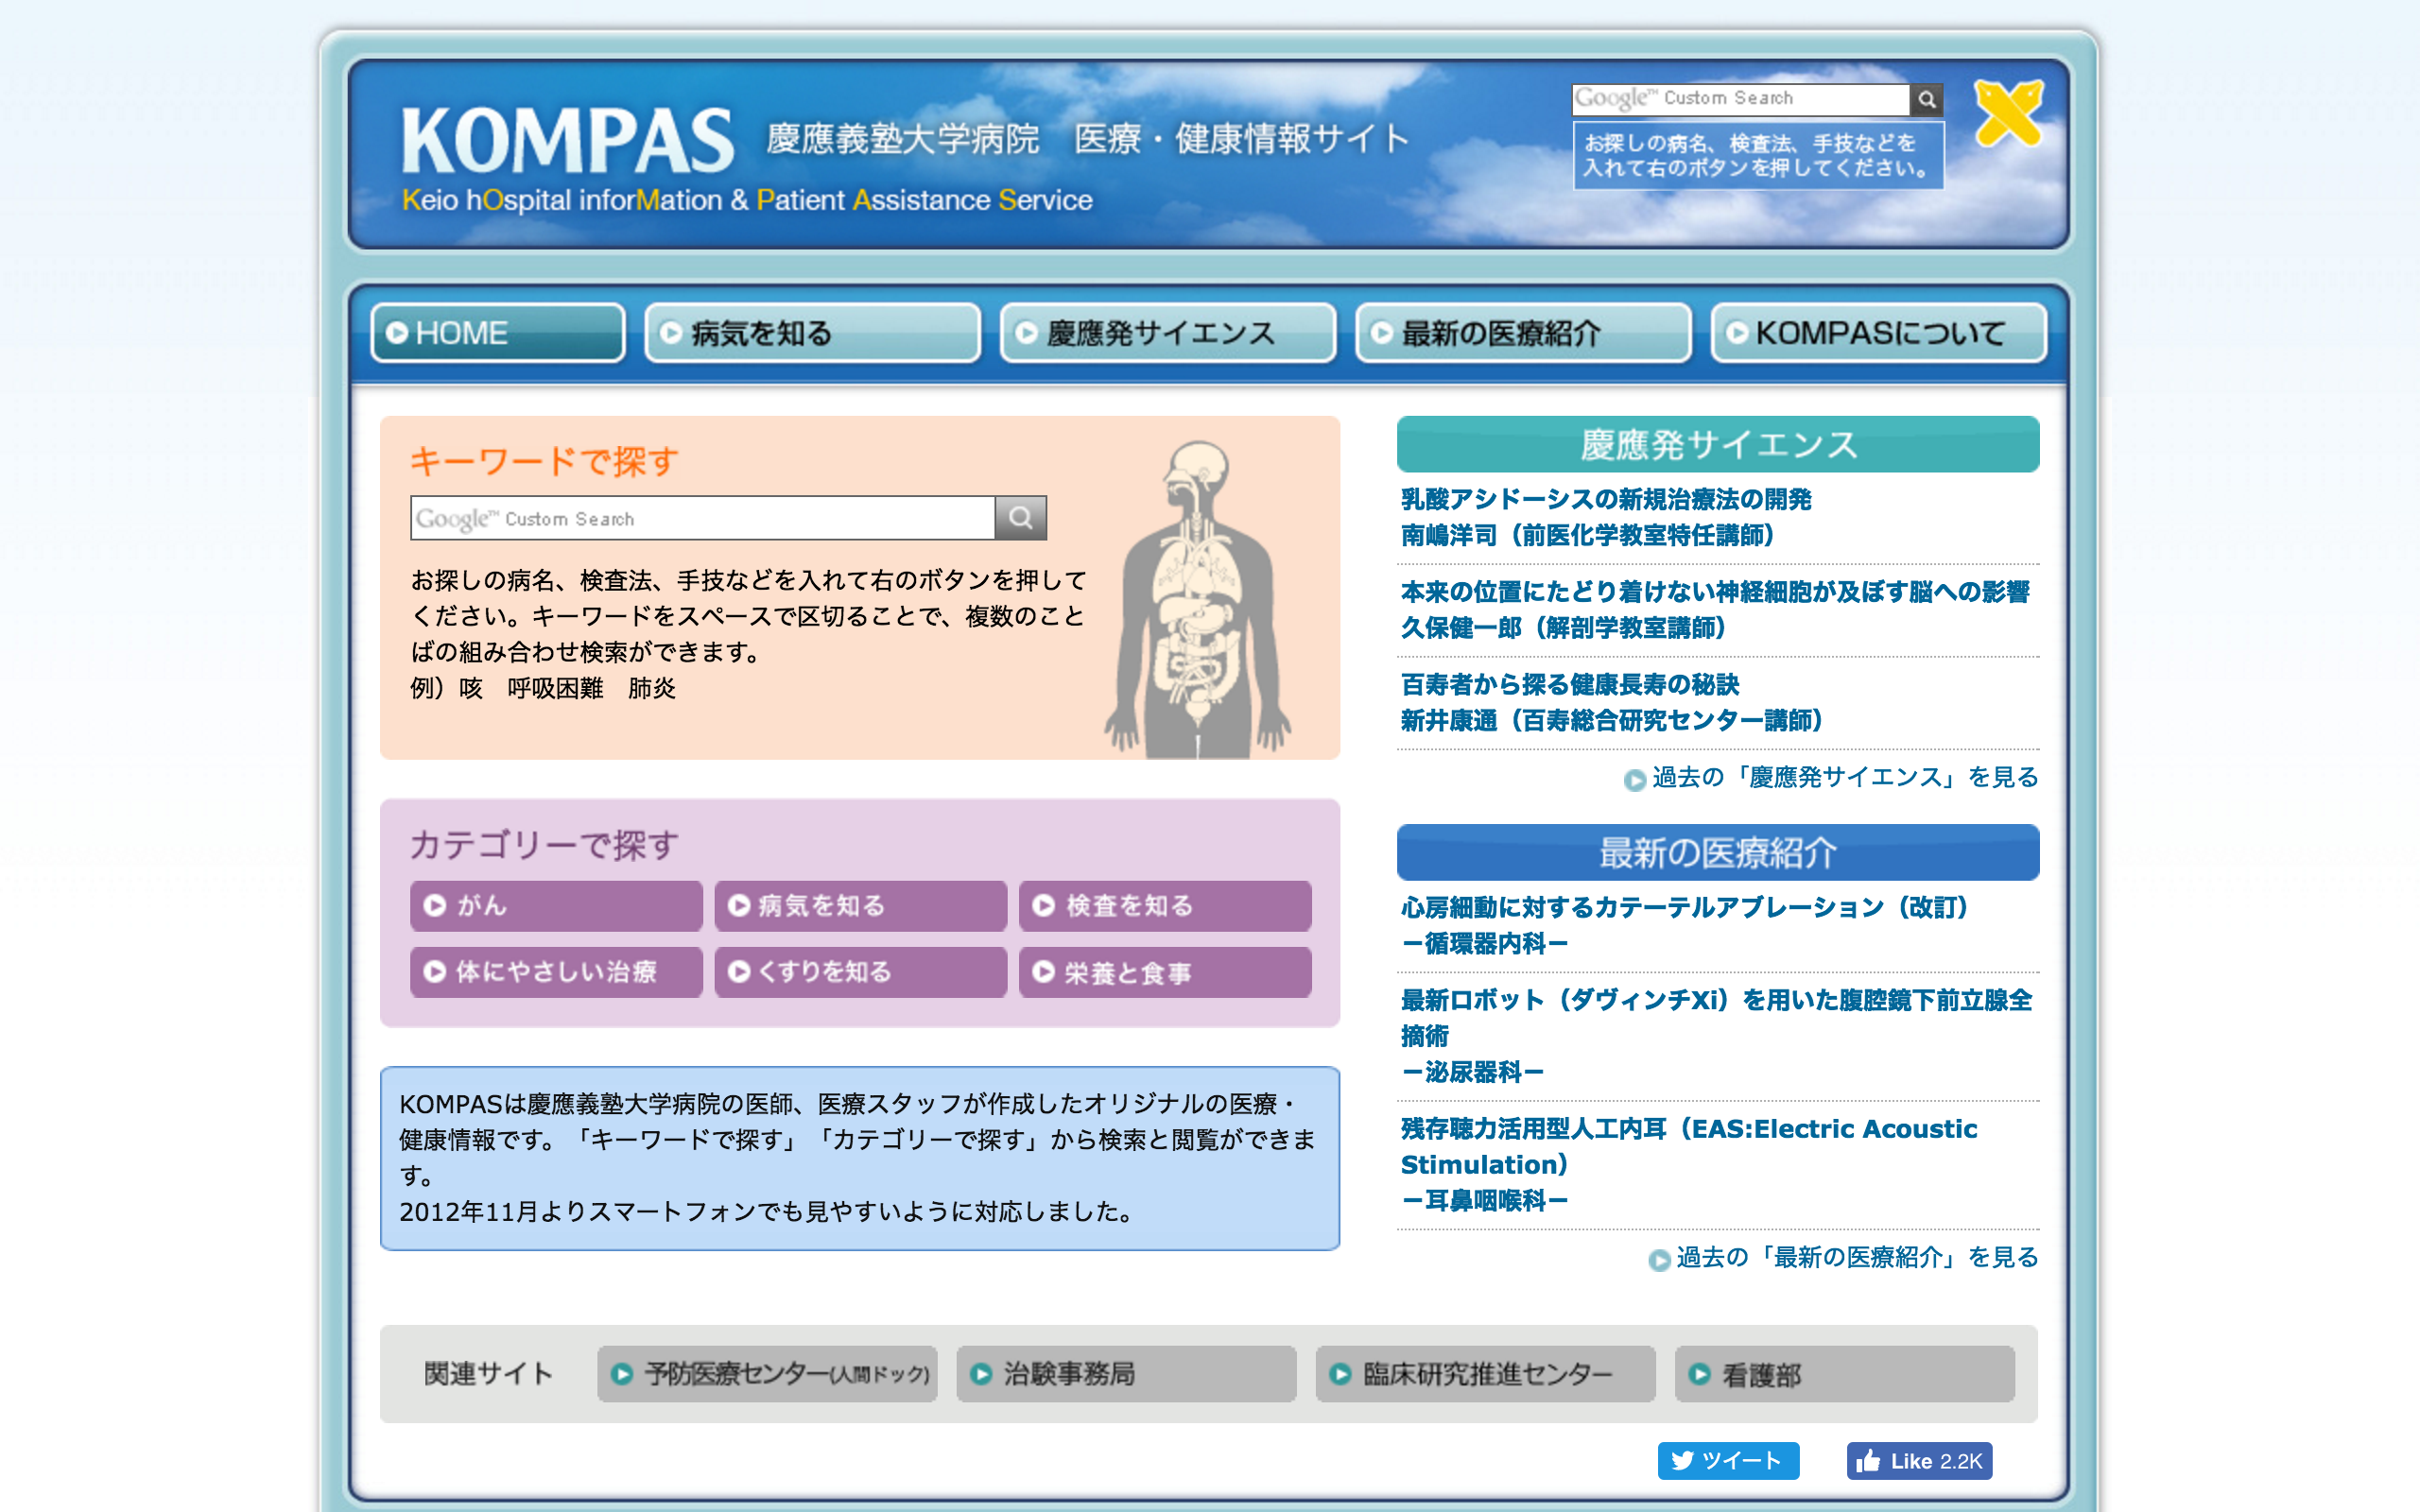 KOMPAS 慶應義塾大学病院　医療・健康情報サイト
Keio hOspital inforMation & Patient Assistance Service
Google™ Custom Search
お探しの病名、検査法、手技などを
入れて右のボタンを押してください。
HOME
病気を知る
慶應発サイエンス
最新の医療紹介
KOMPASについて
キーワードで探す
Google™ Custom Search
お探しの病名、検査法、手技などを入れて右のボタンを押して
ください。キーワードをスペースで区切ることで、複数のこと
ばの組み合わせ検索ができます。
例）咳　呼吸困難　肺炎
カテゴリーで探す
がん
病気を知る
検査を知る
体にやさしい治療
くすりを知る
栄養と食事
KOMPASは慶應義塾大学病院の医師、医療スタッフが作成したオリジナルの医療・
健康情報です。「キーワードで探す」「カテゴリーで探す」から検索と閲覧ができま
す。
2012年11月よりスマートフォンでも見やすいように対応しました。
慶應発サイエンス
乳酸アシドーシスの新規治療法の開発
南嶋洋司（前医化学教室特任講師）
本来の位置にたどり着けない神経細胞が及ぼす脳への影響
久保健一郎（解剖学教室講師）
百寿者から探る健康長寿の秘訣
新井康通（百寿総合研究センター講師）
過去の「慶應発サイエンス」を見る
最新の医療紹介
心房細動に対するカテーテルアブレーション（改訂）
－循環器内科－
最新ロボット（ダヴィンチXi）を用いた腹腔鏡下前立腺全
摘術
－泌尿器科－
残存聴力活用型人工内耳（EAS:Electric Acoustic
Stimulation）
－耳鼻咽喉科－
過去の「最新の医療紹介」を見る
関連サイト
予防医療センター(人間ドック)
治験事務局
臨床研究推進センター
看護部
ツイート
Like 2.2K